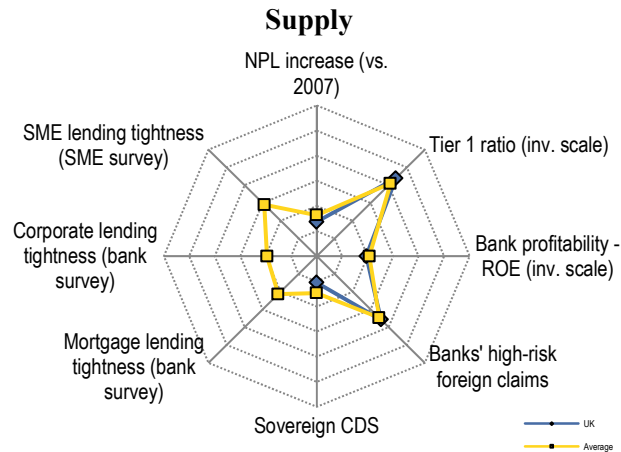 Supply
NPL increase (vs.
2007)
SME lending tightness
(SME survey)
Tier 1 ratio (inv. scale)
Corporate lending
tightness (bank
survey)
Bank profitability -
ROE (inv. scale)
Mortgage lending
tightness (bank
survey)
Banks' high-risk
foreign claims
Sovereign CDS
UK
Average